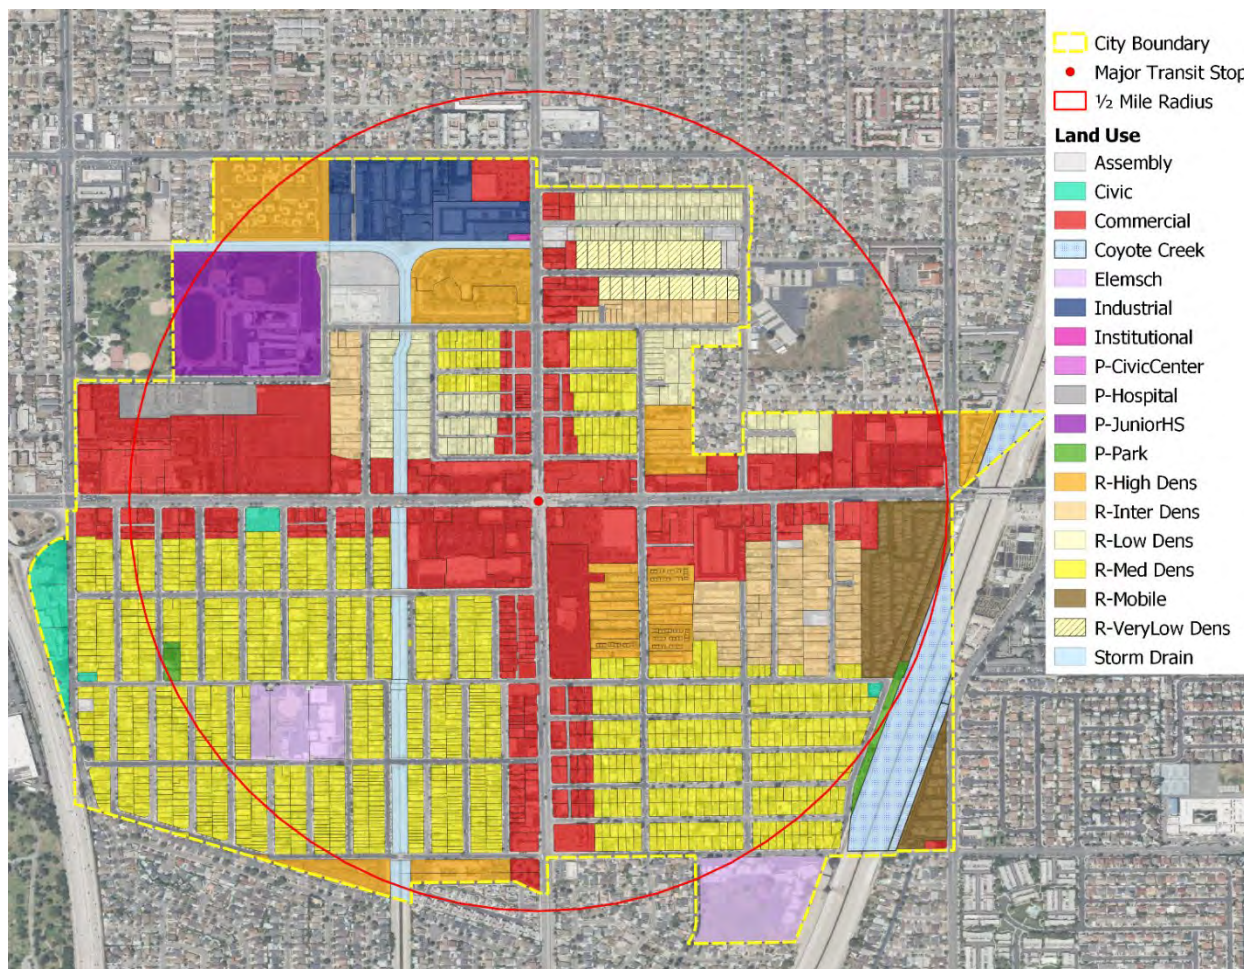 City Boundary
Major Transit Stop
½ Mile Radius
Land Use
Assembly
Civic
Commercial
Coyote Creek
Elemsch
Industrial
Institutional
P-CivicCenter
P-Hospital
P-JuniorHS
P-Park
R-High Dens
R-Inter Dens
R-Low Dens
R-Med Dens
R-Mobile
R-VeryLow Dens
Storm Drain